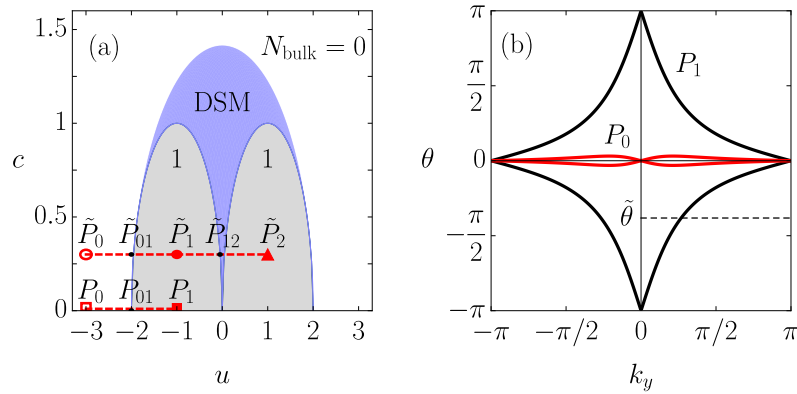 (a)
N_bulk = 0
DSM
1 1
P̃_0 P̃_01 P̃_1 P̃_12 P̃_2
P_0 P_01 P_1
1.5
1
0.5
0
c
−3 −2 −1 0 1 2 3
u
(b)
P_1
P_0
θ̃
π
π/2
0
−π/2
−π
θ
−π −π/2 0 π/2 π
k_y